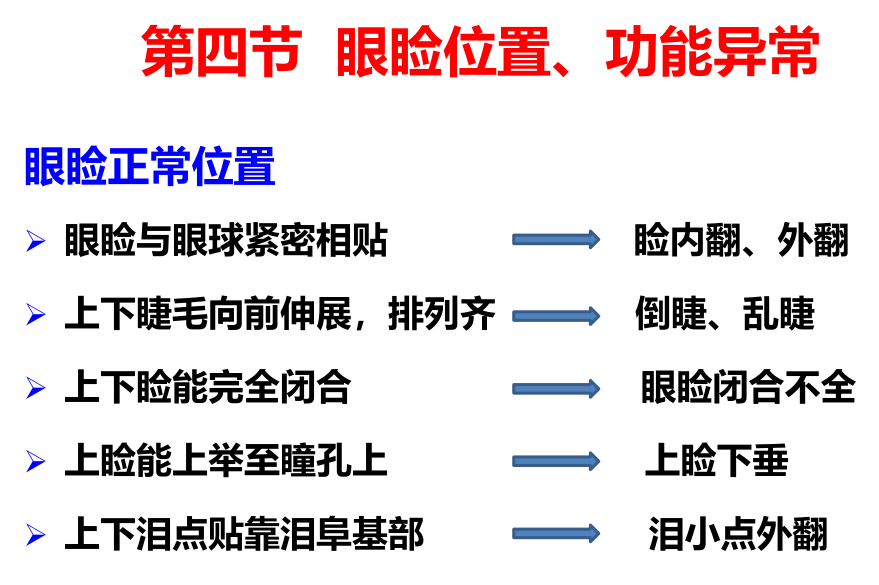 第四节 眼睑位置、功能异常
眼睑正常位置
眼睑与眼球紧密相贴 睑内翻、外翻
上下睫毛向前伸展，排列齐 倒睫、乱睫
上下睑能完全闭合 眼睑闭合不全
上睑能上举至瞳孔上 上睑下垂
上下泪点贴靠泪阜基部 泪小点外翻